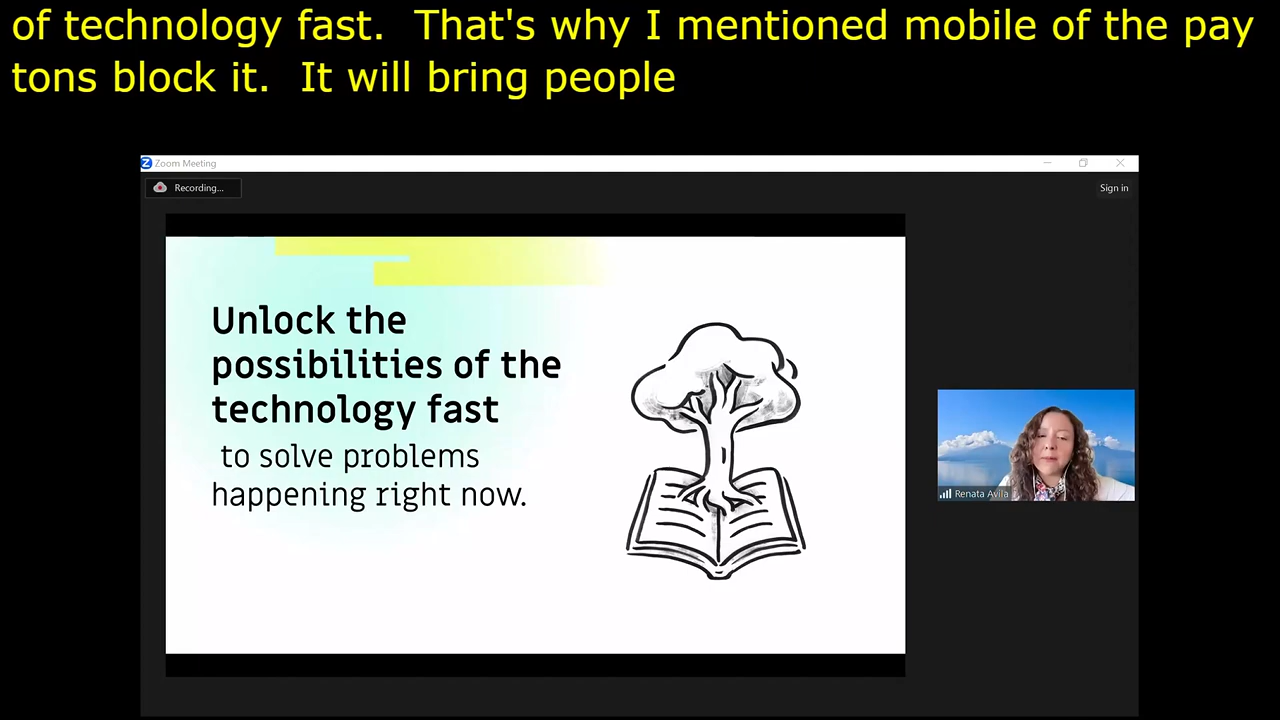 of technology fast.  That's why I mentioned mobile of the pay
tons block it.  It will bring people
Zoom Meeting
Recording...
Sign in
Unlock the
possibilities of the
technology fast
to solve problems
happening right now.
Renata Avila